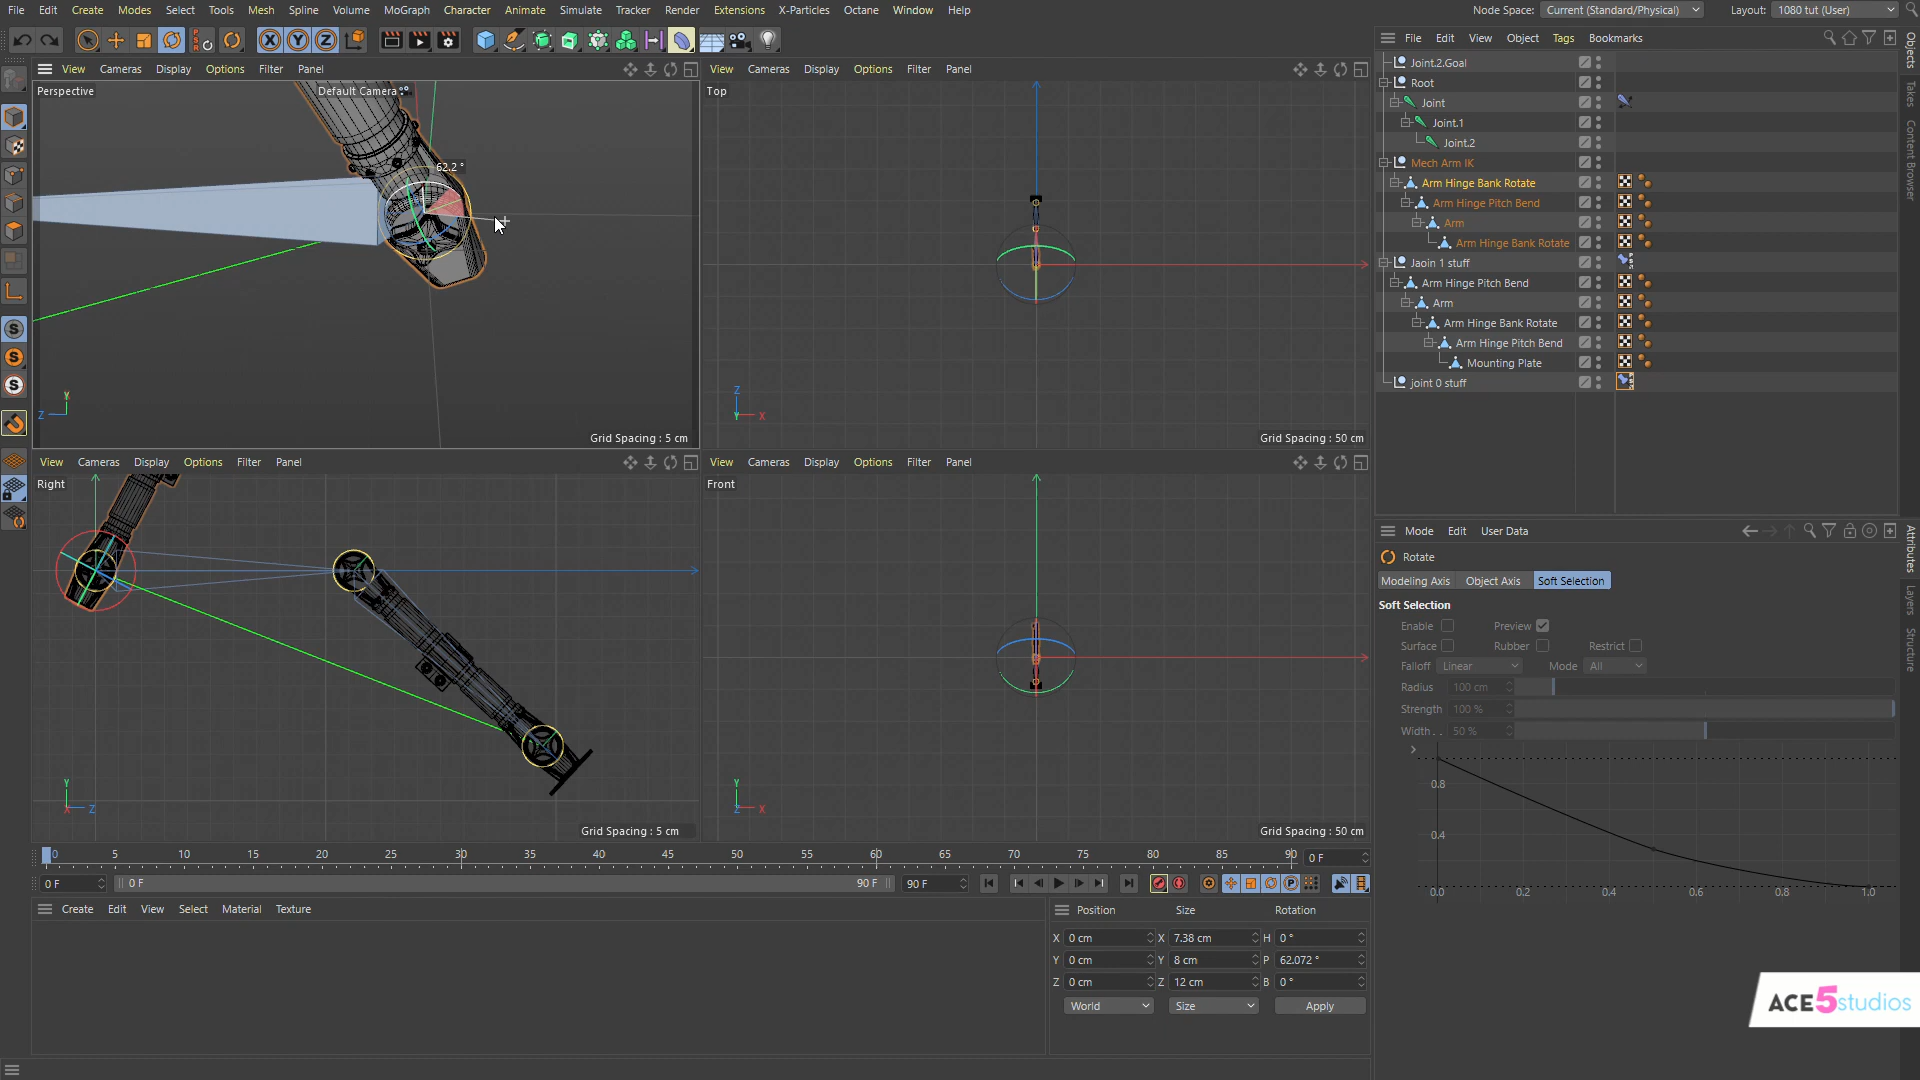 File Edit Create Modes Select Tools Mesh Spline Volume MoGraph Character Animate Simulate Tracker Render Extensions X-Particles Octane Window Help
Node Space: Current (Standard/Physical) Layout: 1080 tut (User)
X Y Z
View Cameras Display Options Filter Panel
Perspective
Default Camera
62.2 °
Y
Z
Grid Spacing : 5 cm
View Cameras Display Options Filter Panel
Top
Z
Y X
Grid Spacing : 50 cm
View Cameras Display Options Filter Panel
Right
Y
X Z
Grid Spacing : 5 cm
View Cameras Display Options Filter Panel
Front
Y
Z X
Grid Spacing : 50 cm
File Edit View Object Tags Bookmarks
Joint.2.Goal
Root
Joint
Joint.1
Joint.2
Mech Arm IK
Arm Hinge Bank Rotate
Arm Hinge Pitch Bend
Arm
Arm Hinge Bank Rotate
Jaoin 1 stuff
Arm Hinge Pitch Bend
Arm
Arm Hinge Bank Rotate
Arm Hinge Pitch Bend
Mounting Plate
joint 0 stuff
Objects
Takes
Content Browser
Mode Edit User Data
Rotate
Modeling Axis Object Axis Soft Selection
Soft Selection
Enable Preview
Surface Rubber Restrict
Falloff Linear Mode All
Radius 100 cm
Strength 100 %
Width . . 50 %
0.8
0.4
0.0 0.2 0.4 0.6 0.8 1.0
Attributes
Layers
Structure
0 5 10 15 20 25 30 35 40 45 50 55 60 65 70 75 80 85 90 0 F
0 F 0 F 90 F 90 F
Create Edit View Select Material Texture
Position Size Rotation
X 0 cm X 7.38 cm H 0 °
Y 0 cm Y 8 cm P 62.072 °
Z 0 cm Z 12 cm B 0 °
World Size Apply
ACE5studios